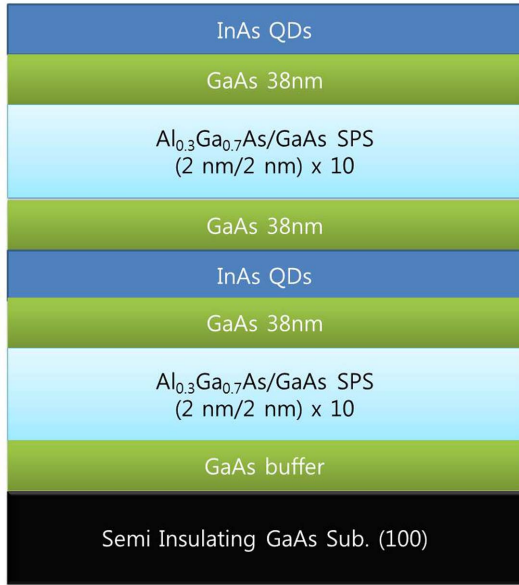 InAs QDs
GaAs 38nm
Al₀.₃Ga₀.₇As/GaAs SPS
(2 nm/2 nm) x 10
GaAs 38nm
InAs QDs
GaAs 38nm
Al₀.₃Ga₀.₇As/GaAs SPS
(2 nm/2 nm) x 10
GaAs buffer
Semi Insulating GaAs Sub. (100)